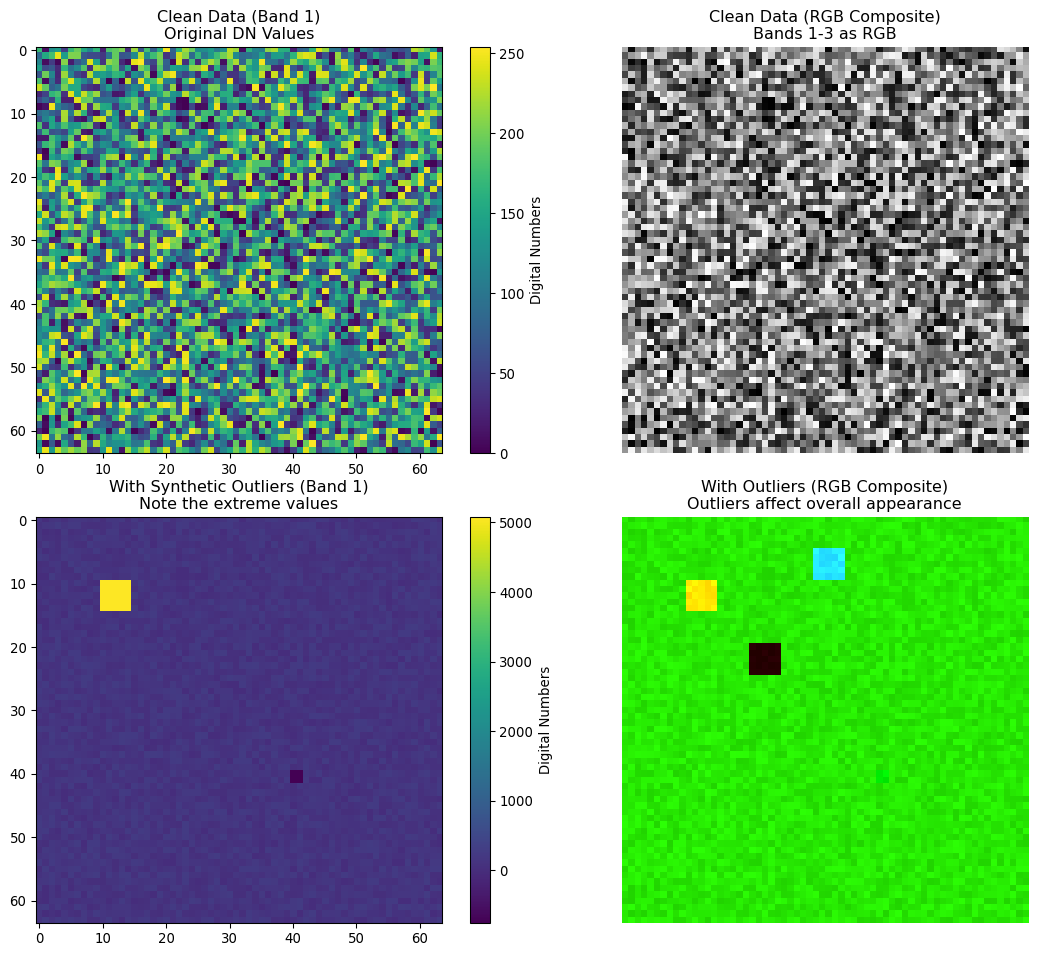 Clean Data (Band 1)
Original DN Values
Clean Data (RGB Composite)
Bands 1-3 as RGB
0
10
20
30
40
50
60
0 10 20 30 40 50 60
250
200
150
100
50
0
Digital Numbers
With Synthetic Outliers (Band 1)
Note the extreme values
With Outliers (RGB Composite)
Outliers affect overall appearance
0
10
20
30
40
50
60
0 10 20 30 40 50 60
5000
4000
3000
2000
1000
0
Digital Numbers